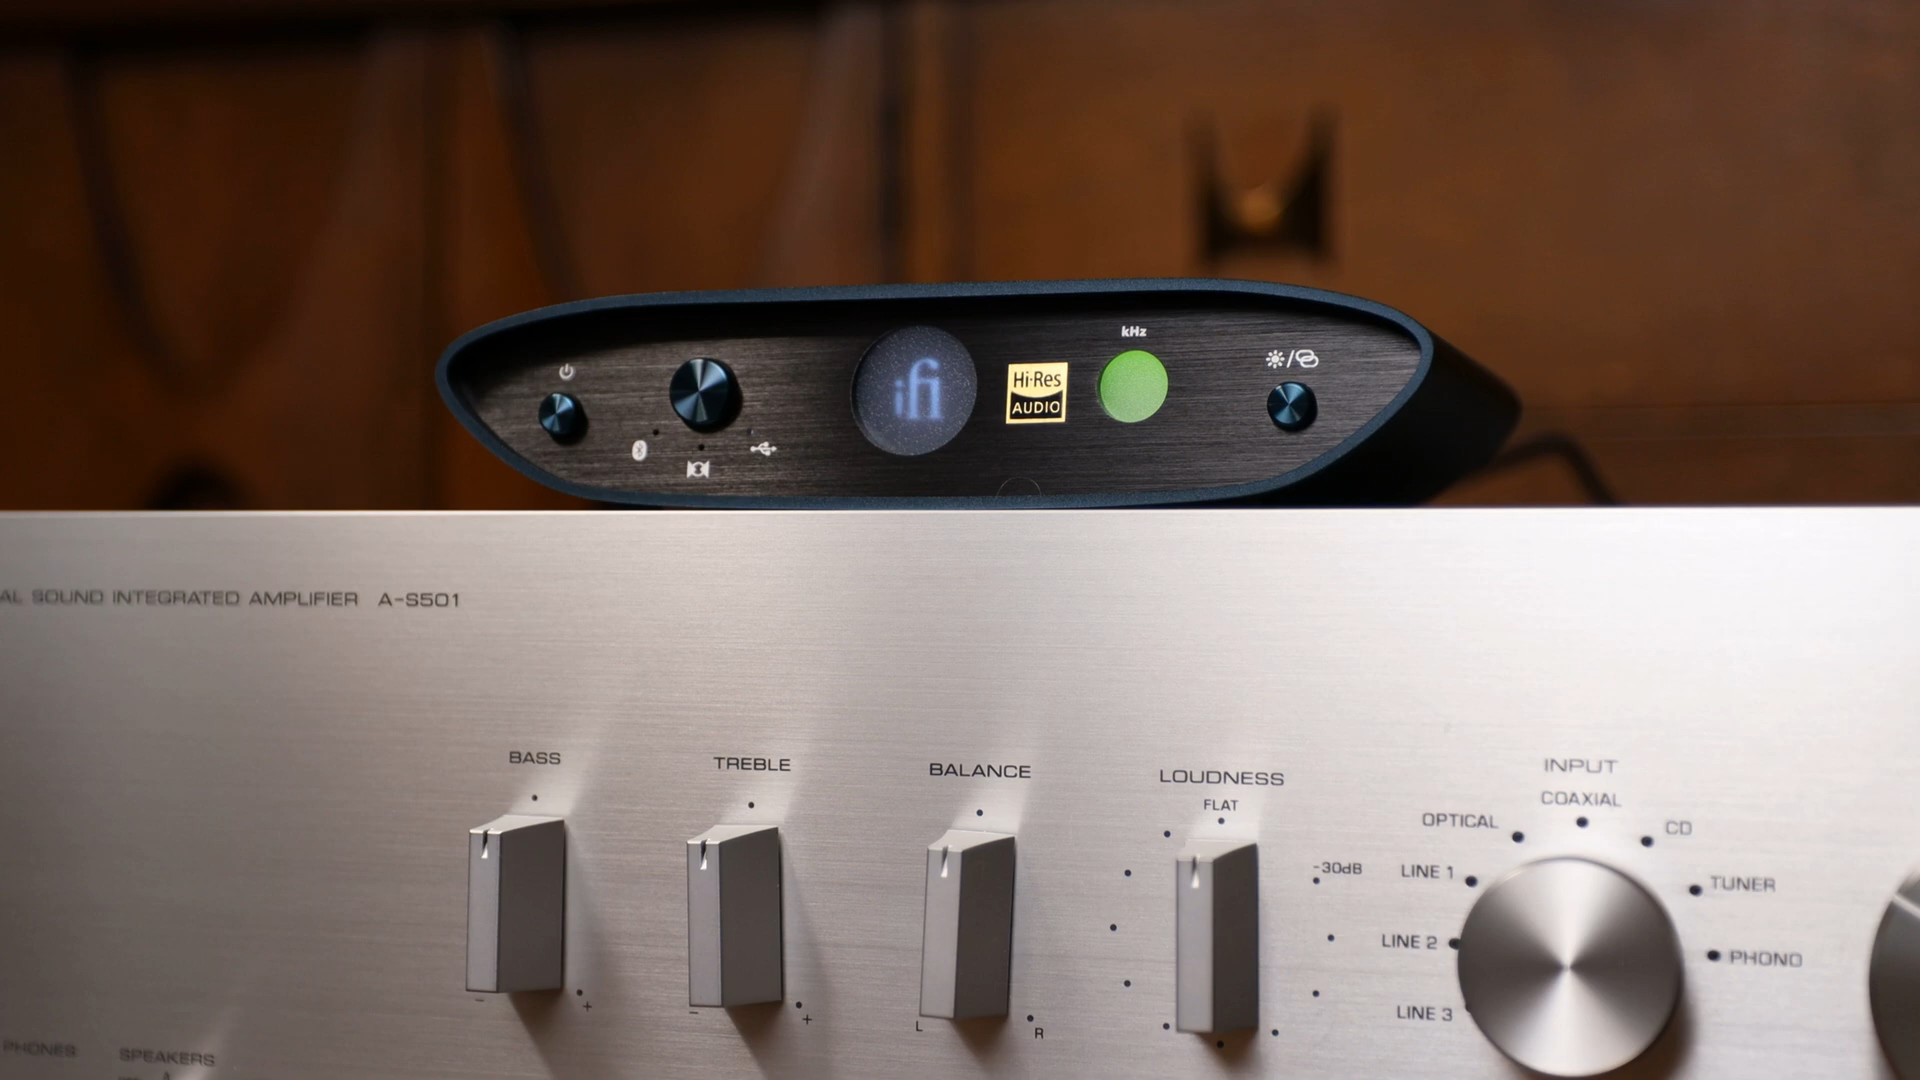 kHz
ifi
Hi-Res
AUDIO
AL SOUND INTEGRATED AMPLIFIER A-S501
BASS
TREBLE
BALANCE
LOUDNESS
FLAT
-30dB
INPUT
COAXIAL
OPTICAL
CD
LINE 1
TUNER
LINE 2
PHONO
LINE 3
- +
- +
L R
PHONES
SPEAKERS
A